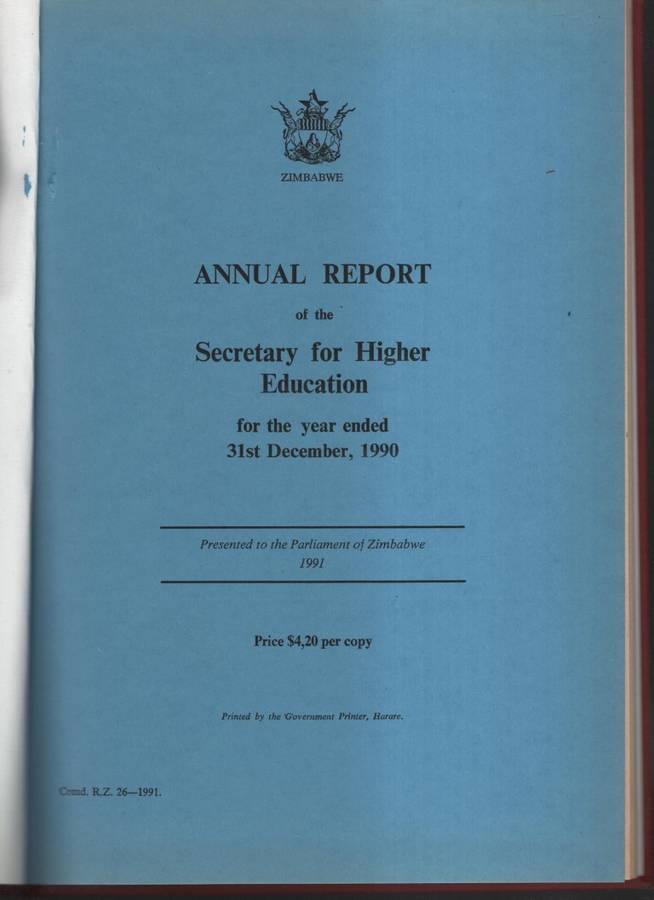 ZIMBABWE
ANNUAL REPORT
of the
Secretary for Higher
Education
for the year ended
31st December, 1990
Presented to the Parliament of Zimbabwe
1991
Price $4,20 per copy
Printed by the Government Printer, Harare.
Cmd. R.Z. 26—1991.